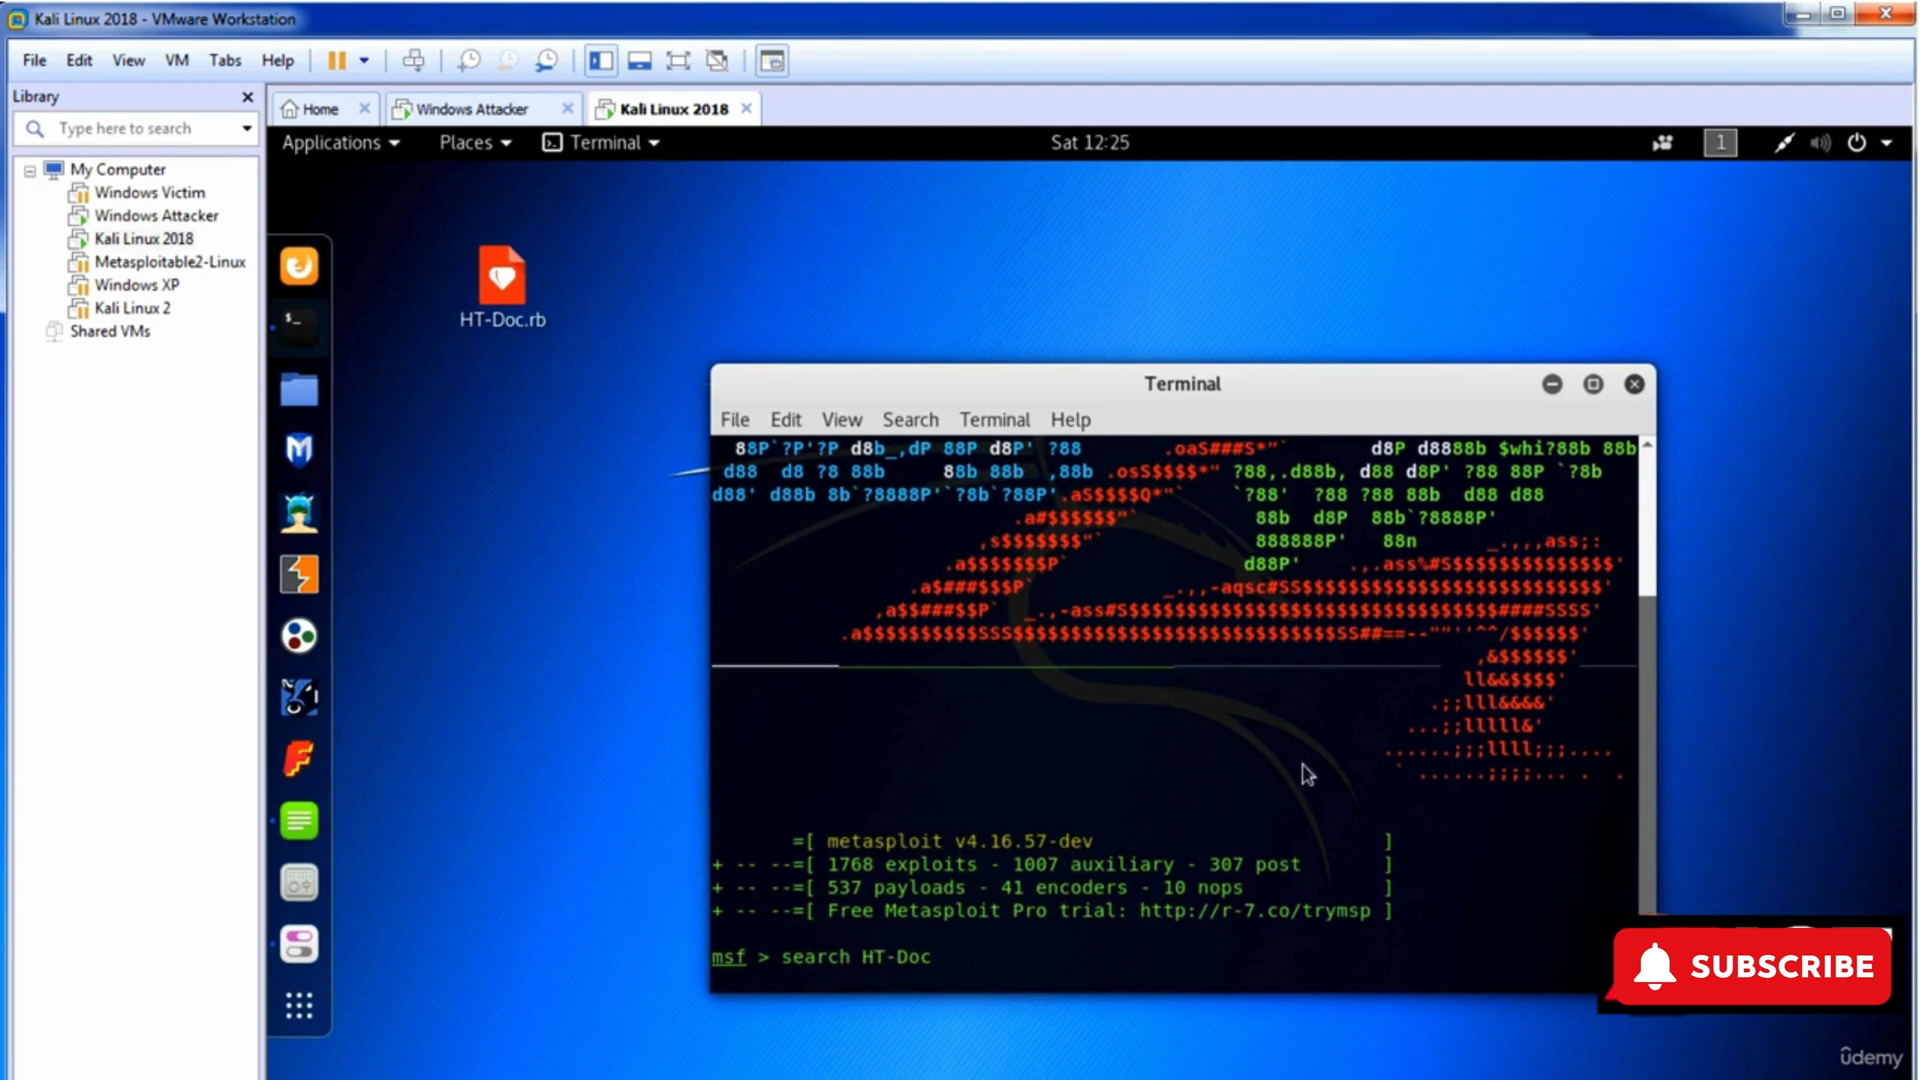 Kali Linux 2018 - VMware Workstation
File Edit View VM Tabs Help
Library
Type here to search
My Computer
Windows Victim
Windows Attacker
Kali Linux 2018
Metasploitable2-Linux
Windows XP
Kali Linux 2
Shared VMs
Home Windows Attacker Kali Linux 2018
Applications Places Terminal Sat 12:25 1
HT-Doc.rb
Terminal
File Edit View Search Terminal Help
=[ metasploit v4.16.57-dev ]
+ -- --=[ 1768 exploits - 1007 auxiliary - 307 post ]
+ -- --=[ 537 payloads - 41 encoders - 10 nops ]
+ -- --=[ Free Metasploit Pro trial: http://r-7.co/trymsp ]
msf > search HT-Doc
SUBSCRIBE
ûdemy